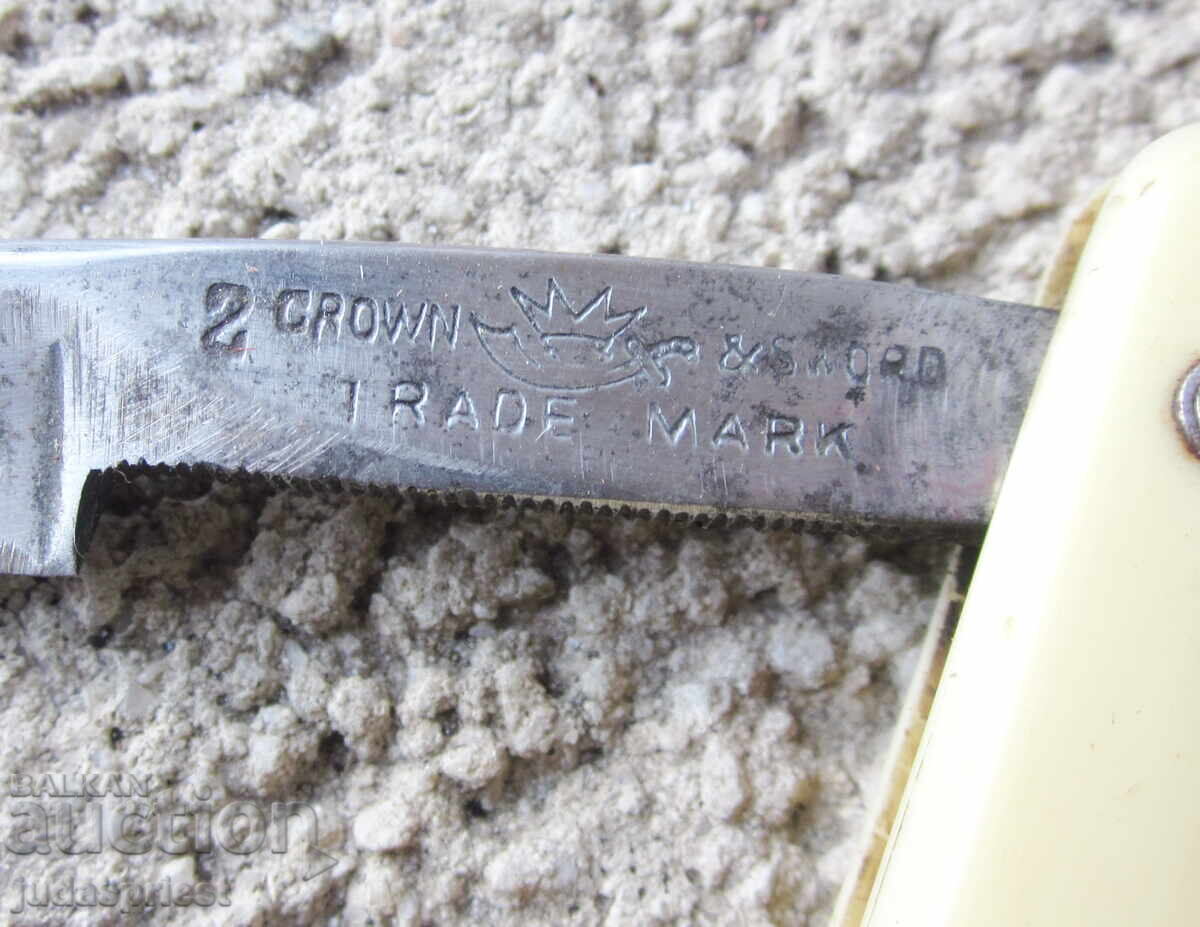 2 CROWN & SWORD
TRADE MARK
BALKAN
auction
judaspriest